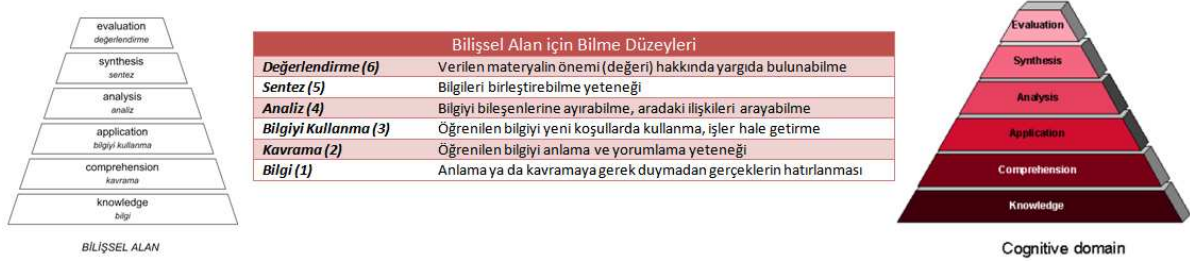 evaluation
değerlendirme
synthesis
sentez
analysis
analiz
application
bilgiyi kullanma
comprehension
kavrama
knowledge
bilgi
BİLİŞSEL ALAN
Bilişsel Alan için Bilme Düzeyleri
Değerlendirme (6) Verilen materyalin önemi (değeri) hakkında yargıda bulunabilme
Sentez (5) Bilgileri birleştirebilme yeteneği
Analiz (4) Bilgiyi bileşenlerine ayırabilme, aradaki ilişkileri arayabilme
Bilgiyi Kullanma (3) Öğrenilen bilgiyi yeni koşullarda kullanma, işler hale getirme
Kavrama (2) Öğrenilen bilgiyi anlama ve yorumlama yeteneği
Bilgi (1) Anlama ya da kavramaya gerek duymadan gerçeklerin hatırlanması
Evaluation
Synthesis
Analysis
Application
Comprehension
Knowledge
Cognitive domain